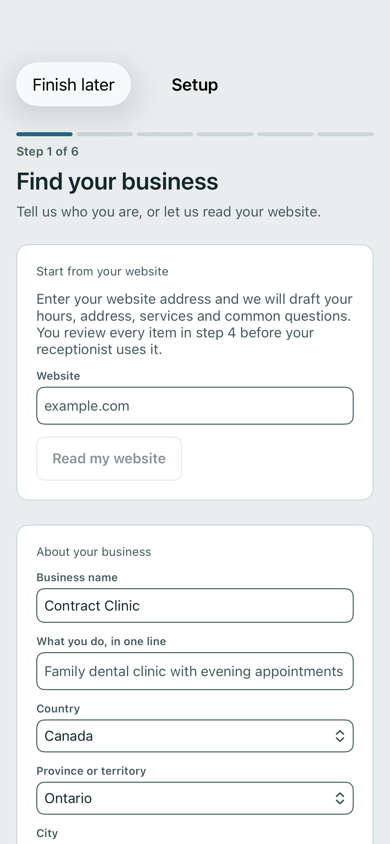 Finish later
Setup
Step 1 of 6
Find your business
Tell us who you are, or let us read your website.
Start from your website
Enter your website address and we will draft your
hours, address, services and common questions.
You review every item in step 4 before your
receptionist uses it.
Website
example.com
Read my website
About your business
Business name
Contract Clinic
What you do, in one line
Family dental clinic with evening appointments
Country
Canada
Province or territory
Ontario
City